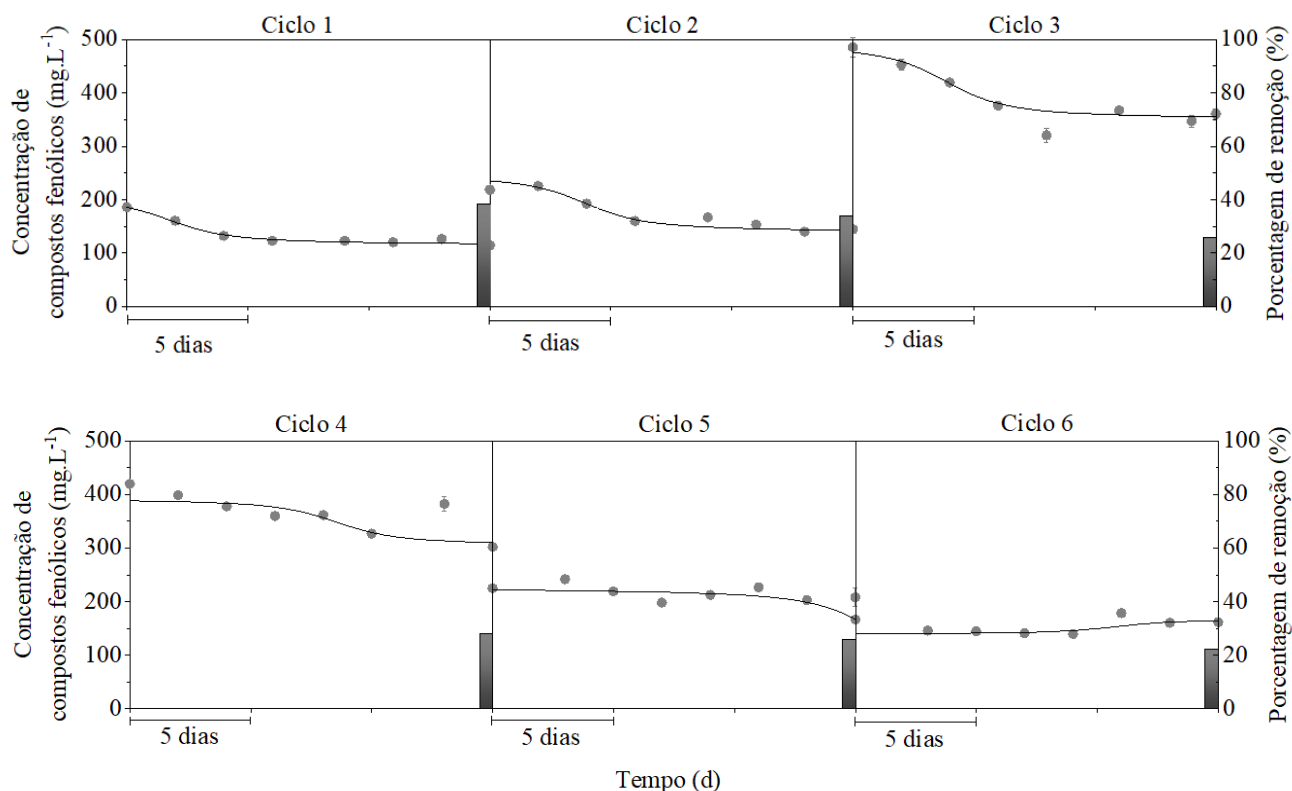 Ciclo 1
Ciclo 2
Ciclo 3
Concentração de
compostos fenólicos (mg.L⁻¹)
500
400
300
200
100
0
100
80
60
40
20
0
Porcentagem de remoção (%)
5 dias
5 dias
5 dias
Ciclo 4
Ciclo 5
Ciclo 6
Concentração de
compostos fenólicos (mg.L⁻¹)
500
400
300
200
100
0
100
80
60
40
20
0
Porcentagem de remoção (%)
5 dias
5 dias
5 dias
Tempo (d)